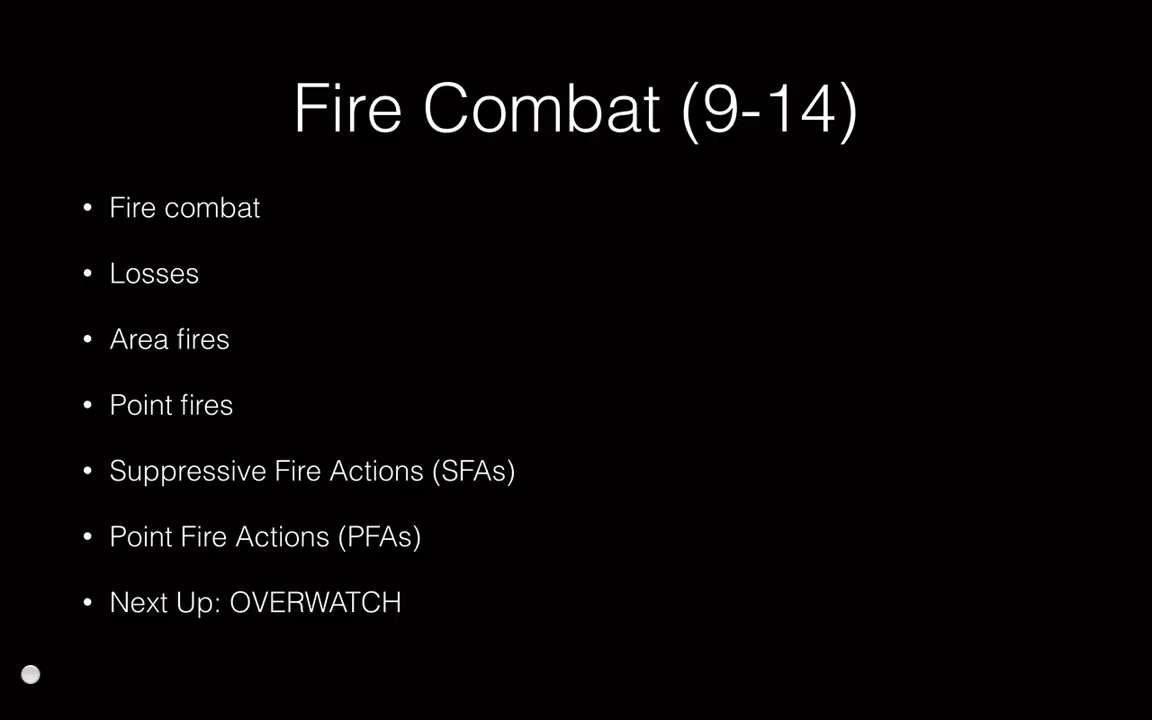 Fire Combat (9-14)
• Fire combat
• Losses
• Area fires
• Point fires
• Suppressive Fire Actions (SFAs)
• Point Fire Actions (PFAs)
• Next Up: OVERWATCH